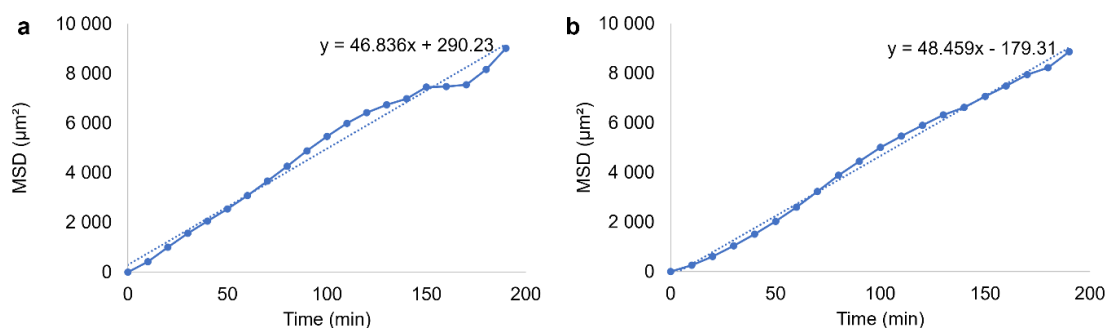 a
10 000
8 000
6 000
4 000
2 000
0
MSD (µm²)
y = 46.836x + 290.23
0 50 100 150 200
Time (min)
b
10 000
8 000
6 000
4 000
2 000
0
MSD (µm²)
y = 48.459x - 179.31
0 50 100 150 200
Time (min)